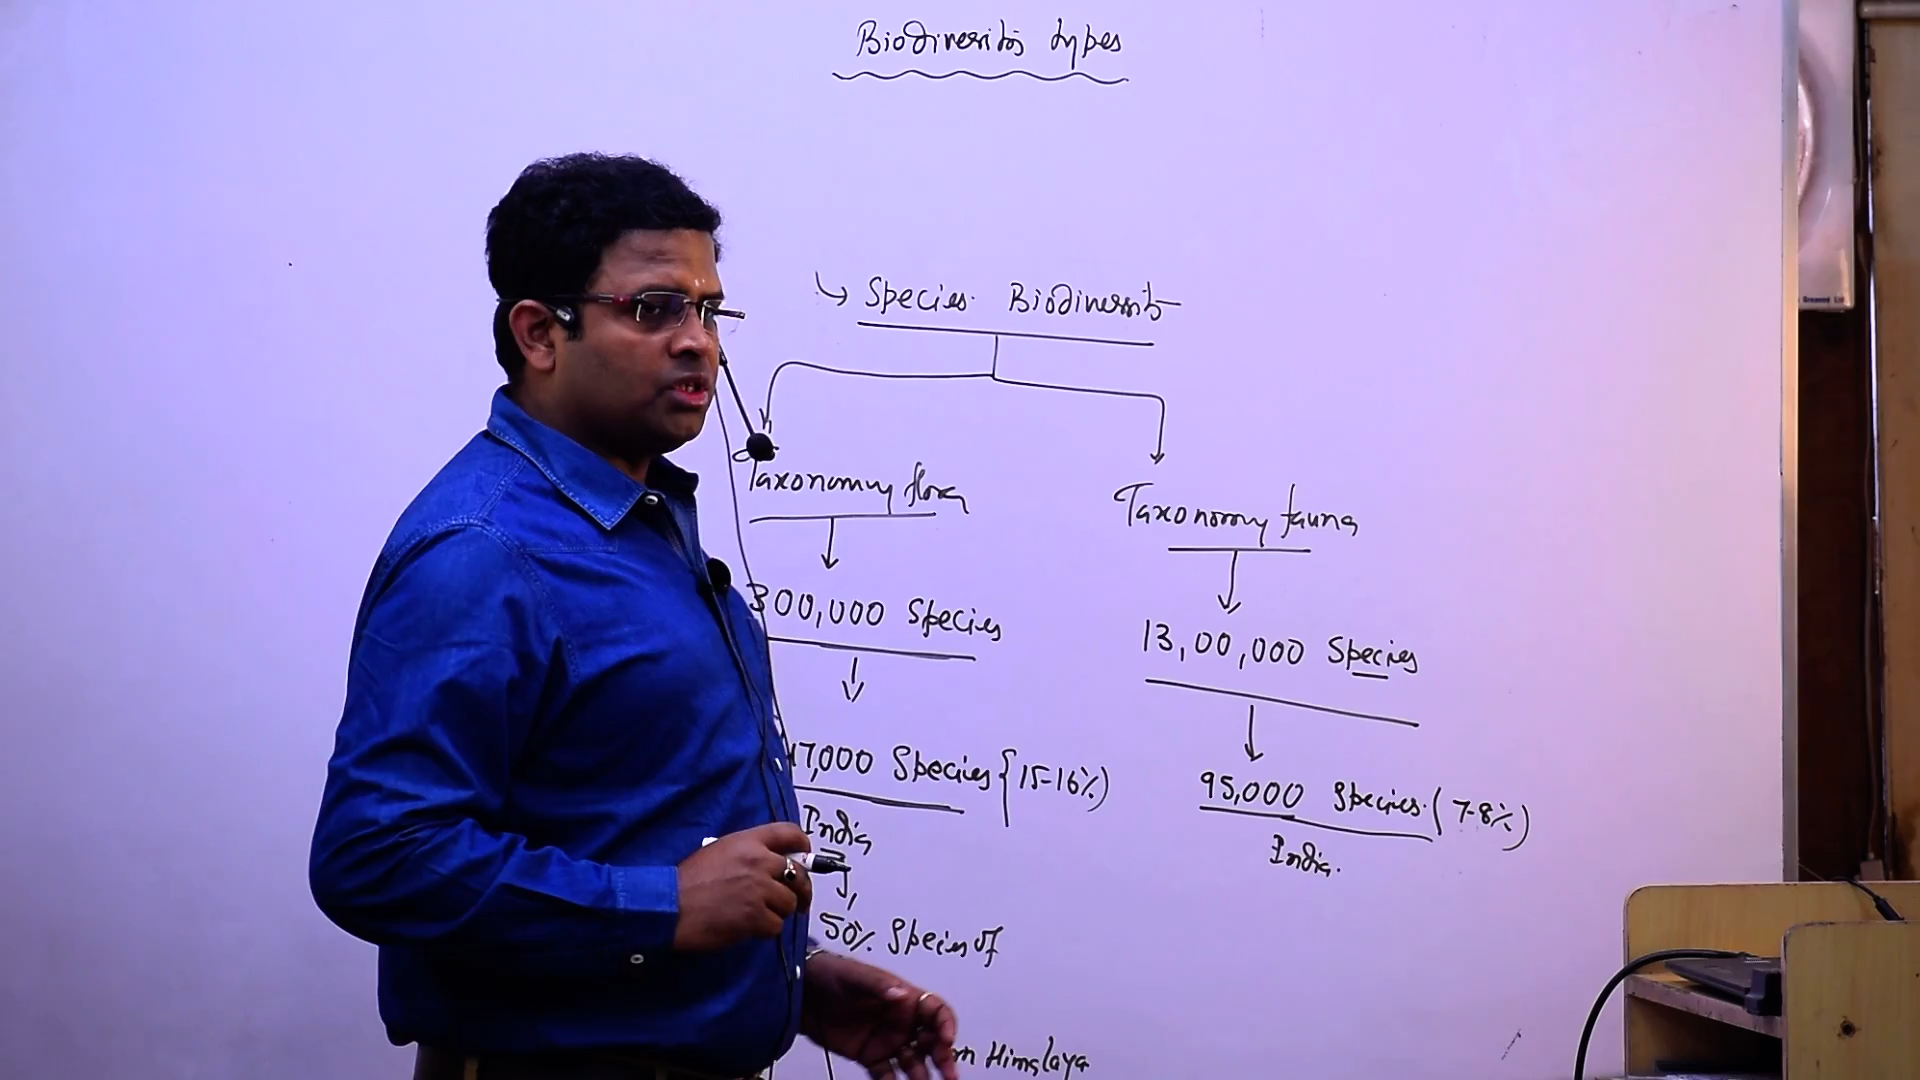 Biodiversity types
Species Biodiversity
Taxonomy flora
Taxonomy fauna
300,000 Species
13,00,000 Species
47,000 Species {15-16%)
95,000 Species (7-8%)
India
India.
50% Species of
Himalaya